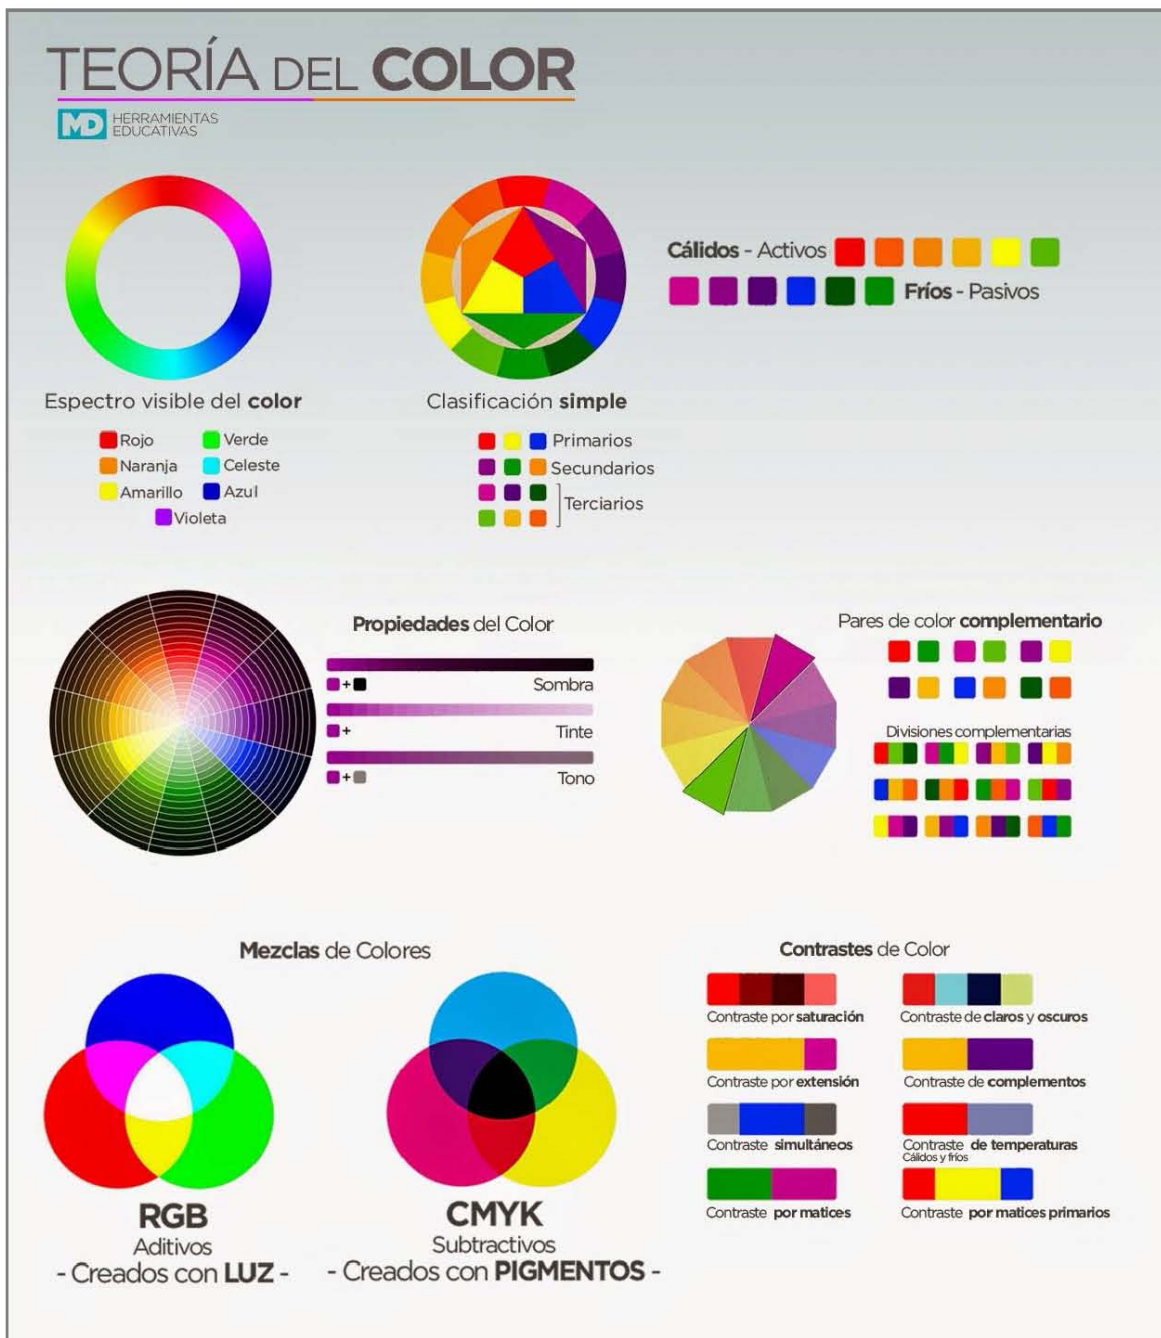 TEORÍA DEL COLOR
MD
HERRAMIENTAS
EDUCATIVAS
Espectro visible del color
Rojo
Verde
Naranja
Celeste
Amarillo
Azul
Violeta
Clasificación simple
Primarios
Secundarios
Terciarios
Cálidos - Activos
Fríos - Pasivos
Propiedades del Color
+
Sombra
+
Tinte
+
Tono
Pares de color complementario
Divisiones complementarias
Mezclas de Colores
RGB
Aditivos
- Creados con LUZ -
CMYK
Subtractivos
- Creados con PIGMENTOS -
Contrastes de Color
Contraste por saturación
Contraste de claros y oscuros
Contraste por extensión
Contraste de complementos
Contraste simultáneos
Contraste de temperaturas
Cálidos y fríos
Contraste por matices
Contraste por matices primarios